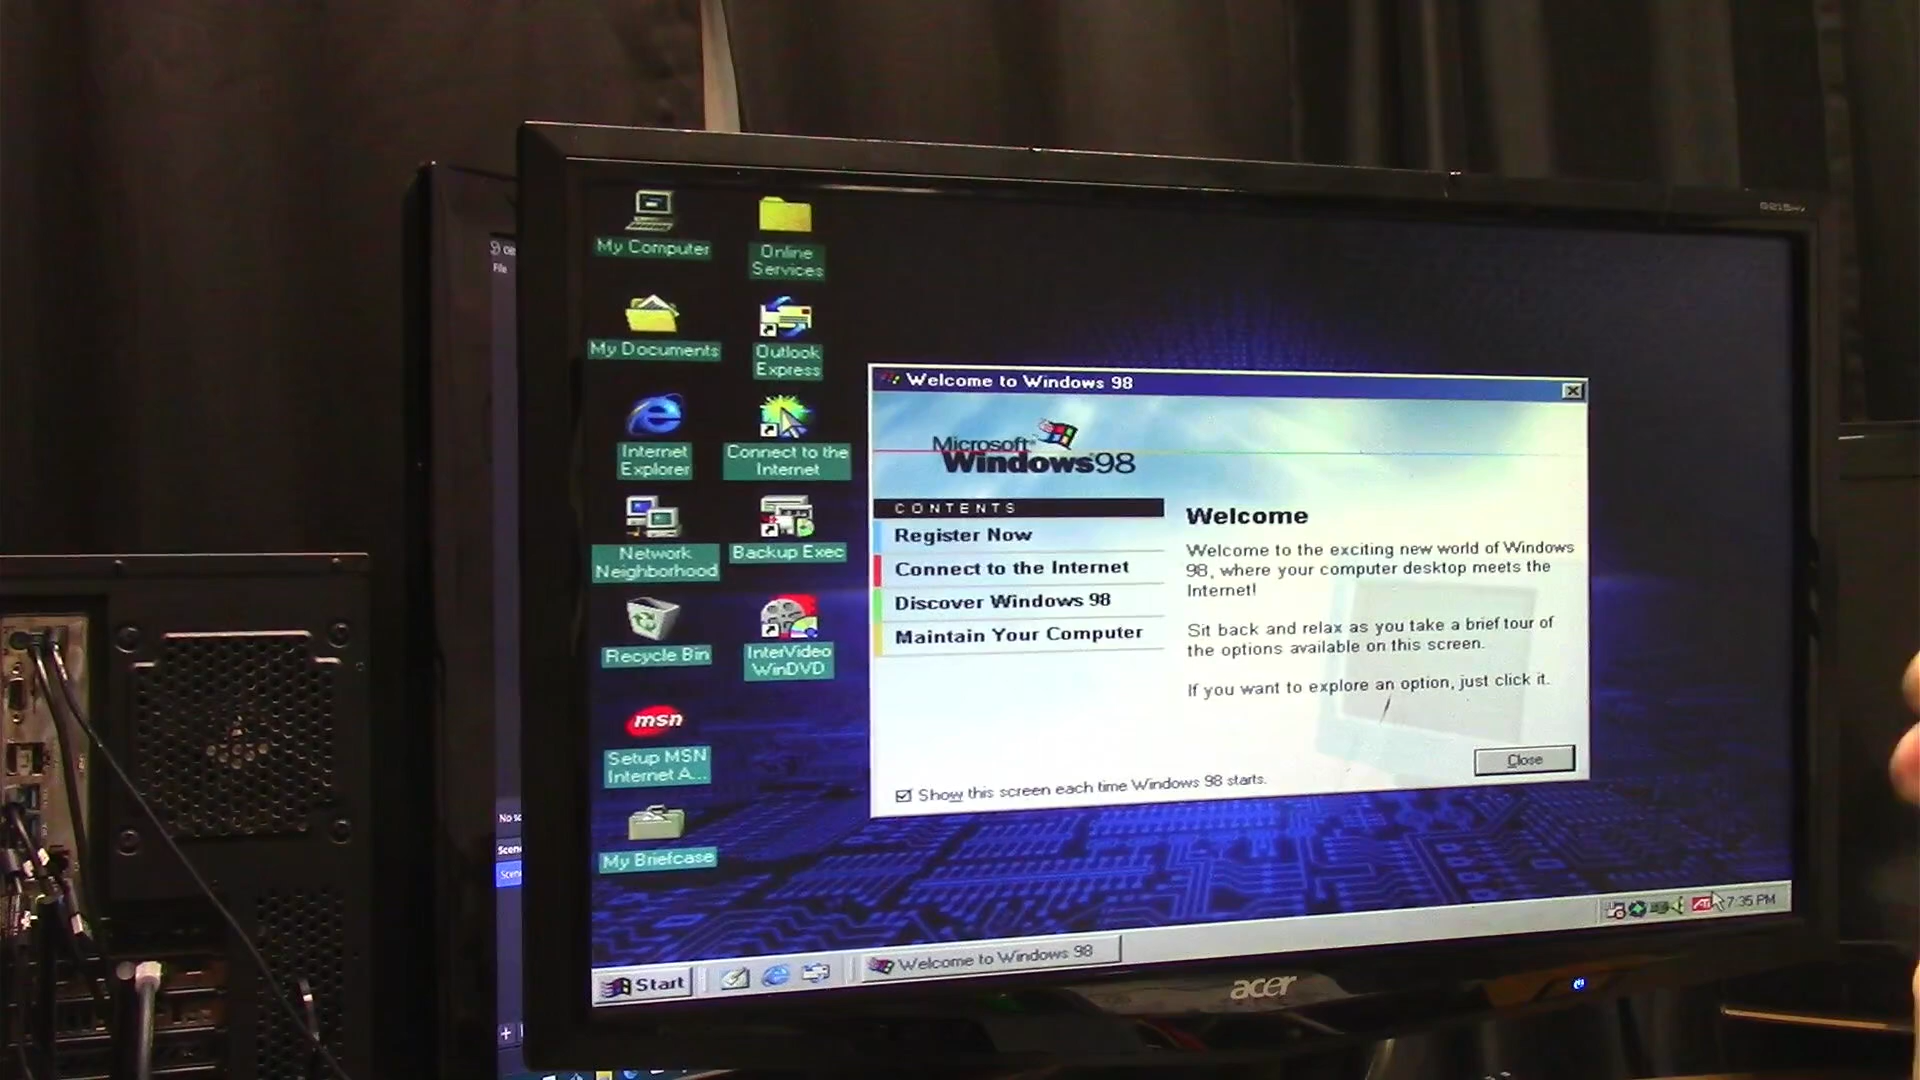 My Computer
Online
Services
My Documents
Outlook
Express
Internet
Explorer
Connect to the
Internet
Network
Neighborhood
Backup Exec
Recycle Bin
InterVideo
WinDVD
msn
Setup MSN
Internet A...
My Briefcase
Welcome to Windows 98
Microsoft
Windows 98
CONTENTS
Register Now
Connect to the Internet
Discover Windows 98
Maintain Your Computer
Welcome
Welcome to the exciting new world of Windows
98, where your computer desktop meets the
Internet!
Sit back and relax as you take a brief tour of
the options available on this screen.
If you want to explore an option, just click it.
Close
Show this screen each time Windows 98 starts.
Start
Welcome to Windows 98
ATI
7:35 PM
acer
File